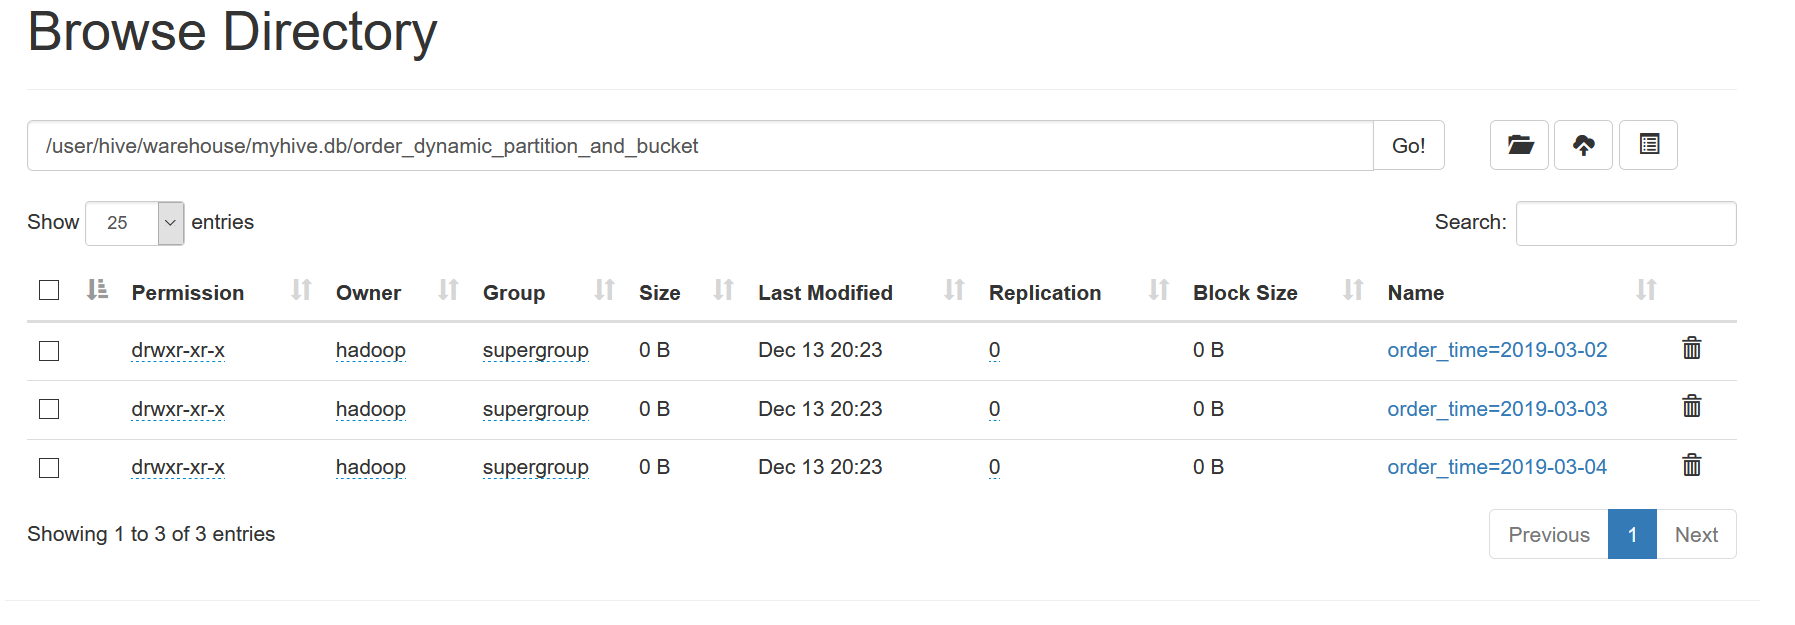 Browse Directory
/user/hive/warehouse/myhive.db/order_dynamic_partition_and_bucket Go!
Show 25 entries Search:
Permission Owner Group Size Last Modified Replication Block Size Name
drwxr-xr-x hadoop supergroup 0 B Dec 13 20:23 0 0 B order_time=2019-03-02
drwxr-xr-x hadoop supergroup 0 B Dec 13 20:23 0 0 B order_time=2019-03-03
drwxr-xr-x hadoop supergroup 0 B Dec 13 20:23 0 0 B order_time=2019-03-04
Showing 1 to 3 of 3 entries Previous 1 Next